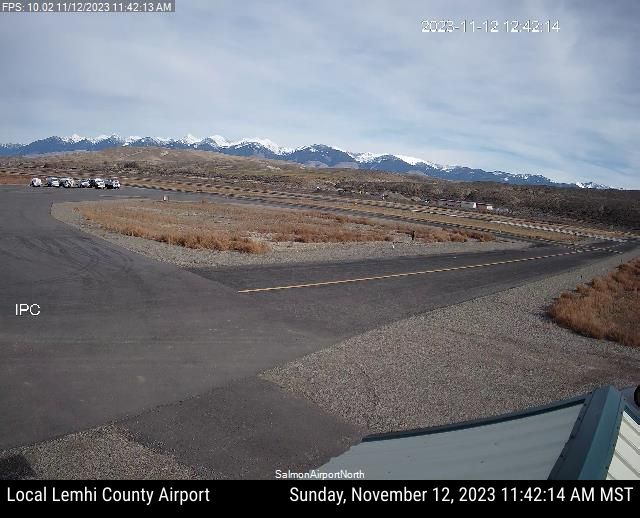 FPS: 10.02 11/12/2023 11:42:13 AM
2023-11-12 12:42:14
IPC
SalmonAirportNorth
Local Lemhi County Airport
Sunday, November 12, 2023 11:42:14 AM MST